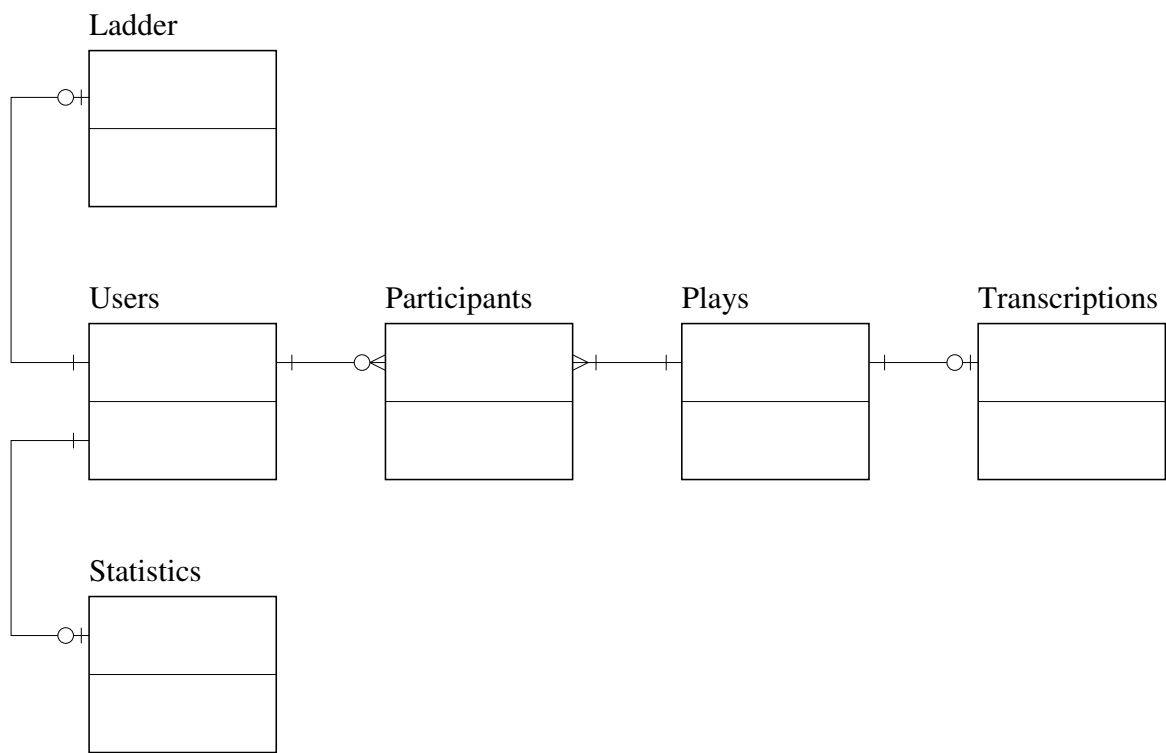 Ladder
Users
Participants
Plays
Transcriptions
Statistics